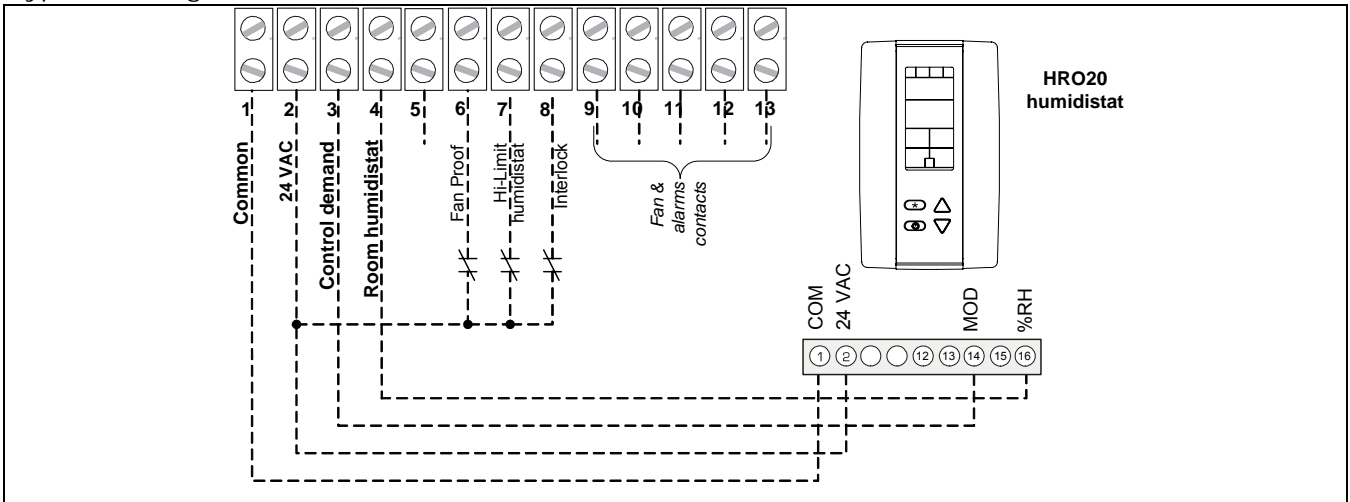 HRO20
humidistat
1 2 3 4 5 6 7 8 9 10 11 12 13
Common
24 VAC
Control demand
Room humidistat
Fan Proof
Hi-Limit
humidistat
Interlock
Fan &
alarms
contacts
COM
24 VAC
MOD
%RH
1 2 12 13 14 15 16